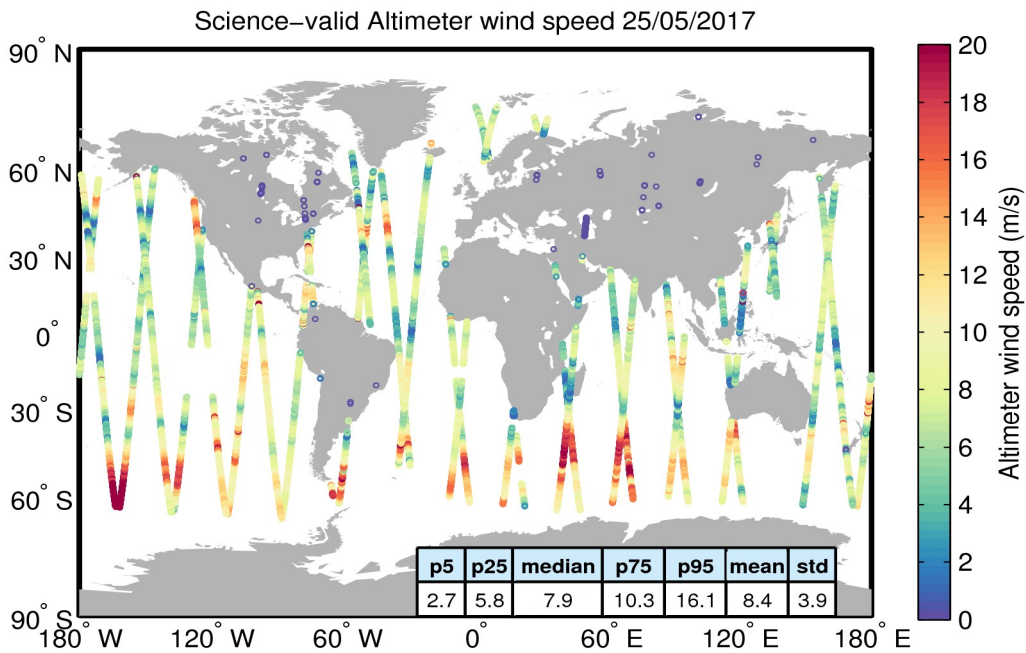 Science−valid Altimeter wind speed 25/05/2017
90° N
60° N
30° N
0°
30° S
60° S
90° S
180° W
120° W
60° W
0°
60° E
120° E
180° E
p5 p25 median p75 p95 mean std
2.7 5.8 7.9 10.3 16.1 8.4 3.9
20
18
16
14
12
10
8
6
4
2
0
Altimeter wind speed (m/s)